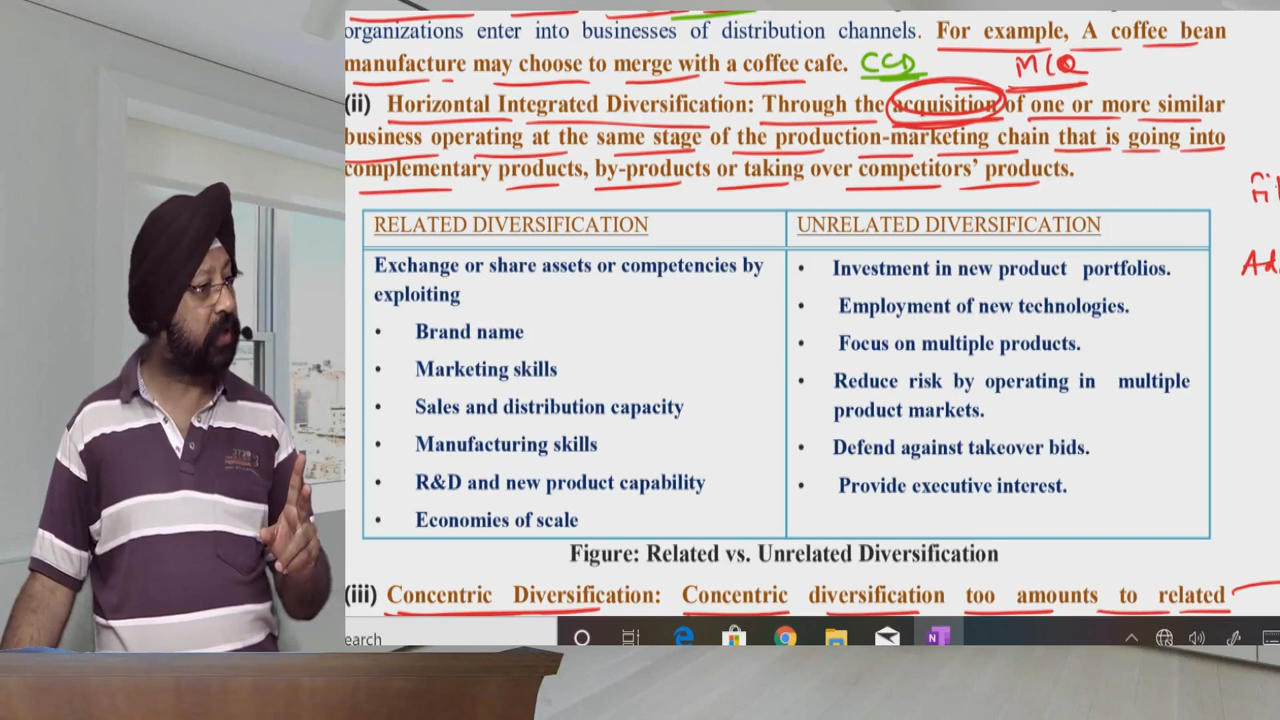 organizations enter into businesses of distribution channels. For example, A coffee bean
manufacture may choose to merge with a coffee cafe. CCD MCQ
(ii) Horizontal Integrated Diversification: Through the acquisition of one or more similar
business operating at the same stage of the production-marketing chain that is going into
complementary products, by-products or taking over competitors' products.
RELATED DIVERSIFICATION
Exchange or share assets or competencies by
exploiting
• Brand name
• Marketing skills
• Sales and distribution capacity
• Manufacturing skills
• R&D and new product capability
• Economies of scale
UNRELATED DIVERSIFICATION
• Investment in new product portfolios.
• Employment of new technologies.
• Focus on multiple products.
• Reduce risk by operating in multiple
product markets.
• Defend against takeover bids.
• Provide executive interest.
Figure: Related vs. Unrelated Diversification
(iii) Concentric Diversification: Concentric diversification too amounts to related
earch